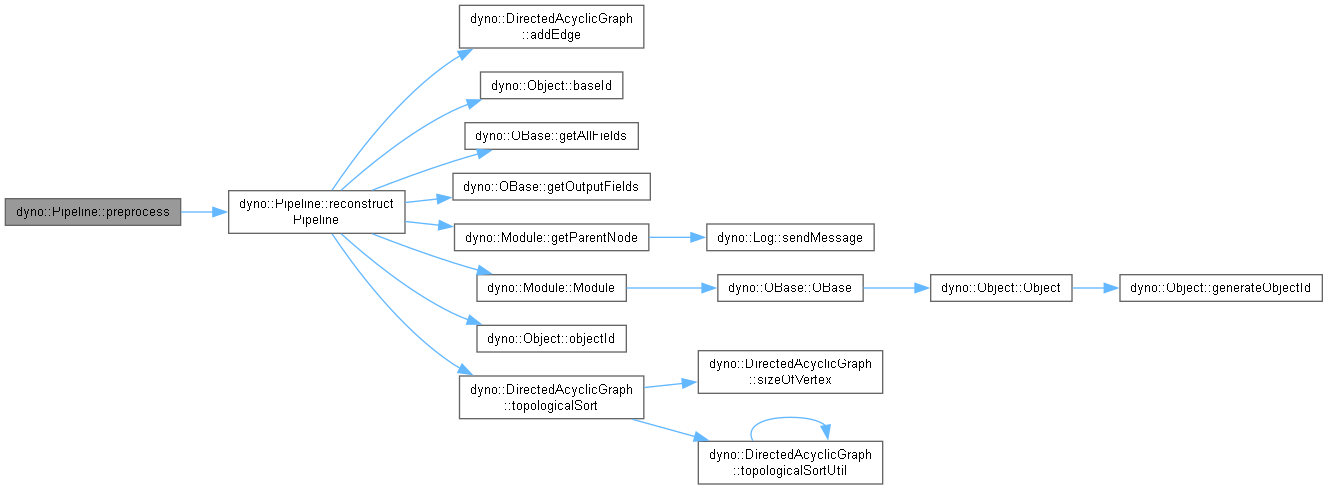 dyno::DirectedAcyclicGraph
::addEdge
dyno::Object::baseId
dyno::OBase::getAllFields
dyno::OBase::getOutputFields
dyno::Pipeline::preprocess
dyno::Pipeline::reconstruct
Pipeline
dyno::Module::getParentNode
dyno::Log::sendMessage
dyno::Module::Module
dyno::OBase::OBase
dyno::Object::Object
dyno::Object::generateObjectId
dyno::Object::objectId
dyno::DirectedAcyclicGraph
::topologicalSort
dyno::DirectedAcyclicGraph
::sizeOfVertex
dyno::DirectedAcyclicGraph
::topologicalSortUtil